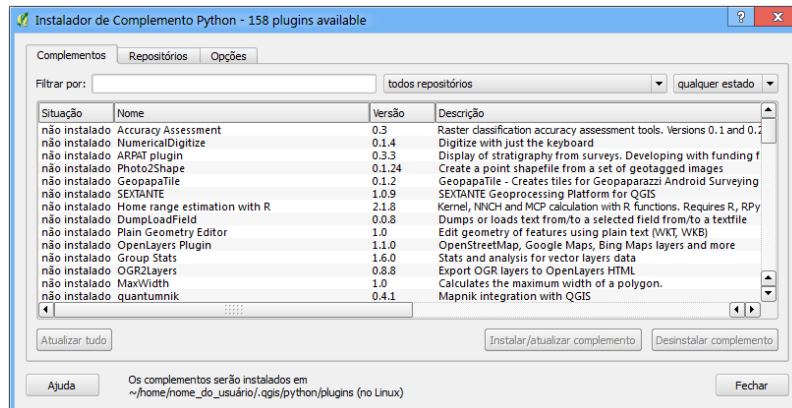 Instalador de Complemento Python - 158 plugins available
Complementos Repositórios Opções
Filtrar por: todos repositórios qualquer estado
Situação Nome Versão Descrição
não instalado Accuracy Assessment 0.3 Raster classification accuracy assessment tools. Versions 0.1 and 0.2
não instalado NumericalDigitize 0.1.4 Digitize with just the keyboard
não instalado ARPAT plugin 0.3.3 Display of stratigraphy from surveys. Developing with funding f
não instalado Photo2Shape 0.1.24 Create a point shapefile from a set of geotagged images
não instalado GeopapaTile 0.1.2 GeopapaTile - Creates tiles for Geopaparazzi Android Surveying
não instalado SEXTANTE 1.0.9 SEXTANTE Geoprocessing Platform for QGIS
não instalado Home range estimation with R 2.1.8 Kernel, NNCH and MCP calculation with R functions. Requires R, RPy
não instalado DumpLoadField 0.0.8 Dumps or loads text from/to a selected field from/to a textfile
não instalado Plain Geometry Editor 1.0 Edit geometry of features using plain text (WKT, WKB)
não instalado OpenLayers Plugin 1.1.0 OpenStreetMap, Google Maps, Bing Maps layers and more
não instalado Group Stats 1.6.0 Stats and analysis for vector layers data
não instalado OGR2Layers 0.8.8 Export OGR layers to OpenLayers HTML
não instalado MaxWidth 1.0 Calculates the maximum width of a polygon.
não instalado quantumnik 0.4.1 Mapnik integration with QGIS
Atualizar tudo Instalar/atualizar complemento Desinstalar complemento
Ajuda Os complementos serão instalados em Fechar
~/home/nome_do_usuário/.qgis/python/plugins (no Linux)